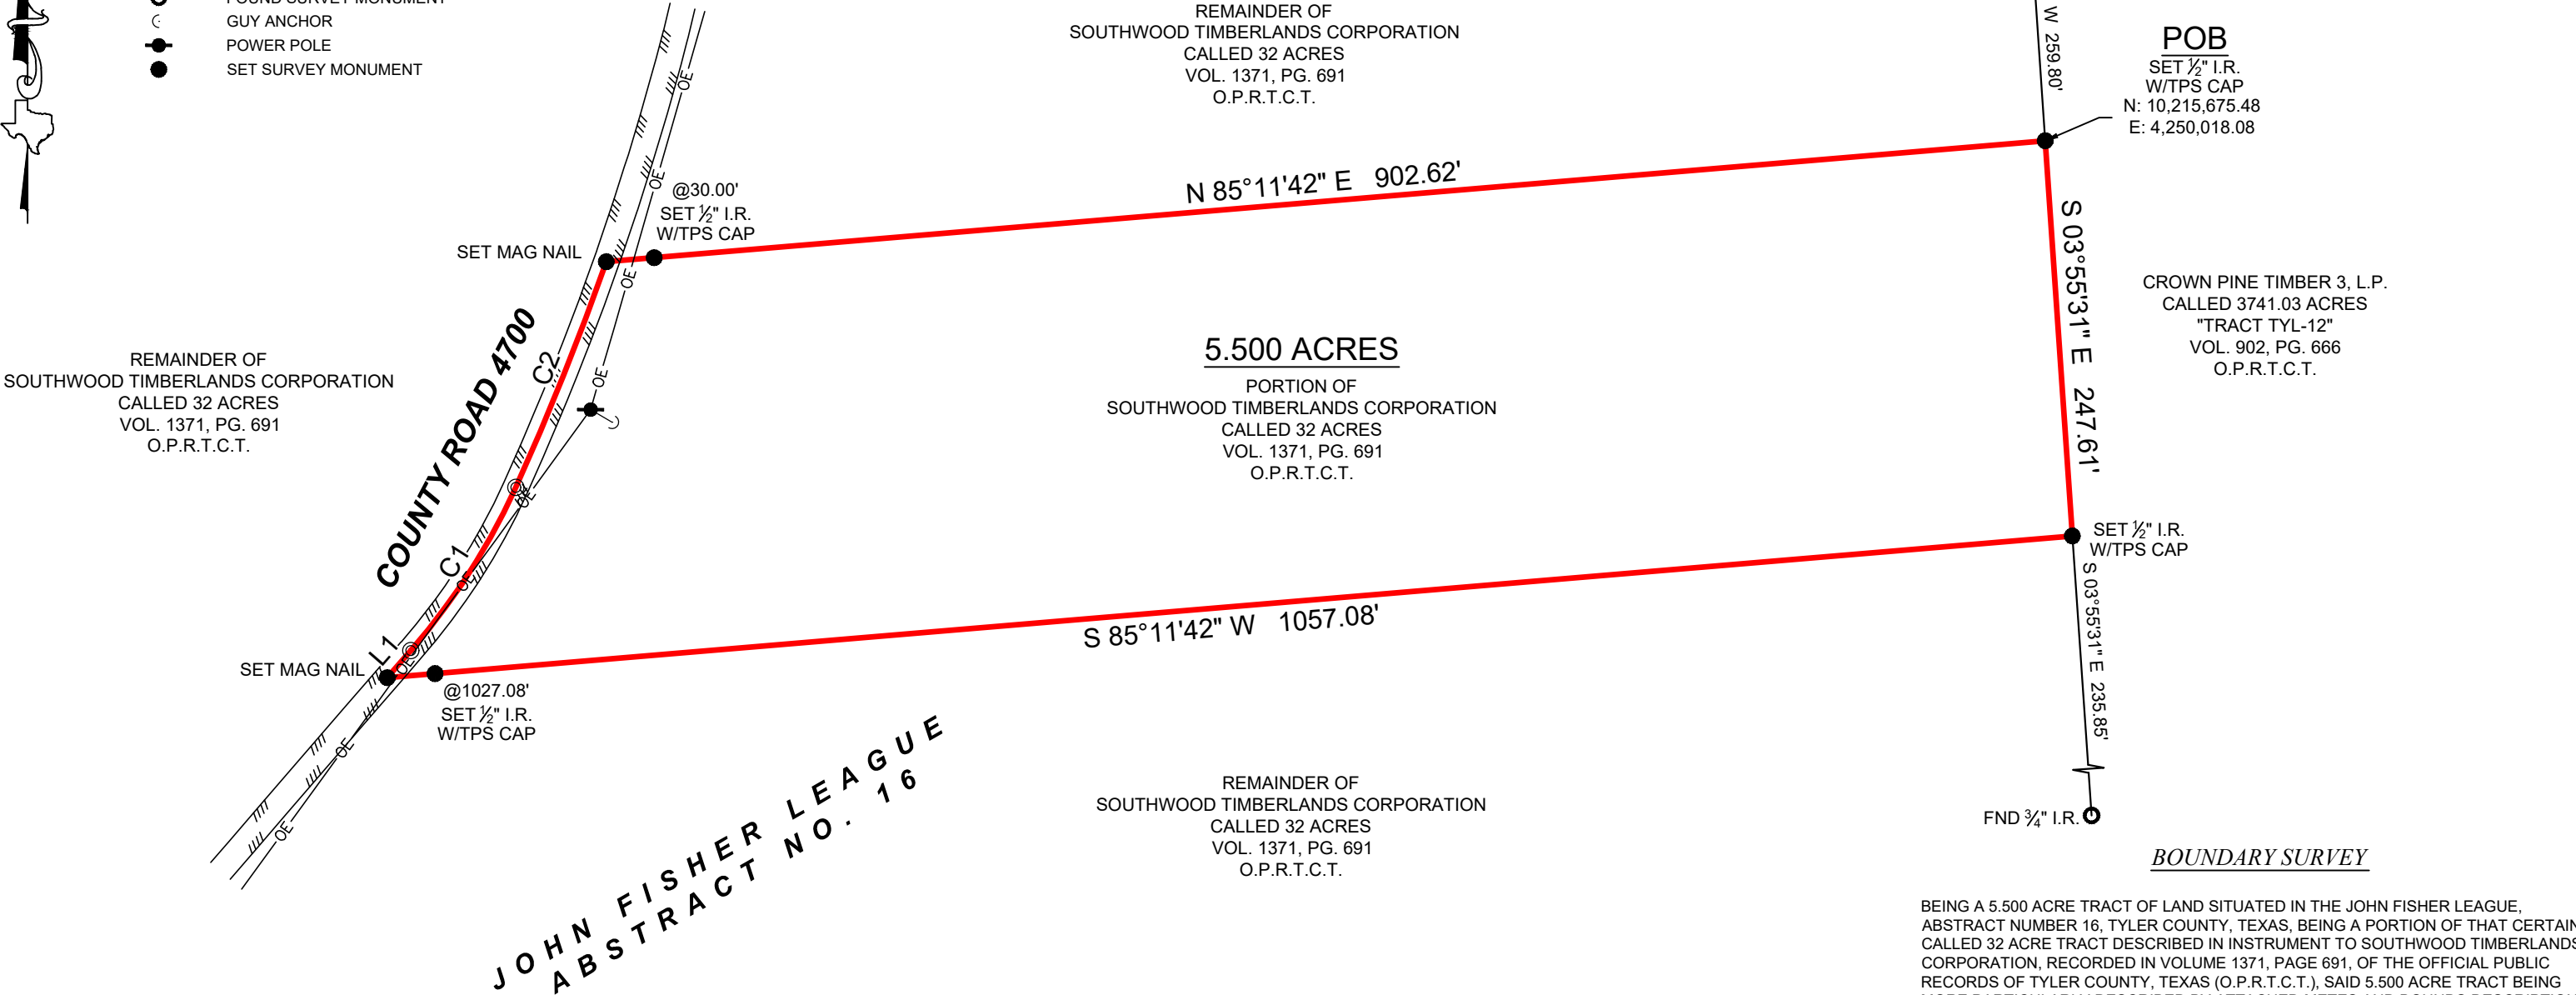 GUY ANCHOR
POWER POLE
SET SURVEY MONUMENT
REMAINDER OF
SOUTHWOOD TIMBERLANDS CORPORATION
CALLED 32 ACRES
VOL. 1371, PG. 691
O.P.R.T.C.T.
W 259.80'
POB
SET ½" I.R.
W/TPS CAP
N: 10,215,675.48
E: 4,250,018.08
OE
OE
@30.00'
SET ½" I.R.
W/TPS CAP
N 85°11'42" E 902.62'
SET MAG NAIL
OE
S 03°55'31" E 247.61'
CROWN PINE TIMBER 3, L.P.
CALLED 3741.03 ACRES
"TRACT TYL-12"
VOL. 902, PG. 666
O.P.R.T.C.T.
COUNTY ROAD 4700
C2
OE
5.500 ACRES
PORTION OF
SOUTHWOOD TIMBERLANDS CORPORATION
CALLED 32 ACRES
VOL. 1371, PG. 691
O.P.R.T.C.T.
REMAINDER OF
SOUTHWOOD TIMBERLANDS CORPORATION
CALLED 32 ACRES
VOL. 1371, PG. 691
O.P.R.T.C.T.
OE
C1
OE
SET ½" I.R.
W/TPS CAP
S 85°11'42" W 1057.08'
S 03°55'31" E 235.85'
L1
OE
SET MAG NAIL
@1027.08'
SET ½" I.R.
W/TPS CAP
OE
OE
JOHN FISHER LEAGUE
ABSTRACT NO. 16
REMAINDER OF
SOUTHWOOD TIMBERLANDS CORPORATION
CALLED 32 ACRES
VOL. 1371, PG. 691
O.P.R.T.C.T.
FND ¾" I.R.
BOUNDARY SURVEY
BEING A 5.500 ACRE TRACT OF LAND SITUATED IN THE JOHN FISHER LEAGUE,
ABSTRACT NUMBER 16, TYLER COUNTY, TEXAS, BEING A PORTION OF THAT CERTAIN
CALLED 32 ACRE TRACT DESCRIBED IN INSTRUMENT TO SOUTHWOOD TIMBERLANDS
CORPORATION, RECORDED IN VOLUME 1371, PAGE 691, OF THE OFFICIAL PUBLIC
RECORDS OF TYLER COUNTY, TEXAS (O.P.R.T.C.T.), SAID 5.500 ACRE TRACT BEING